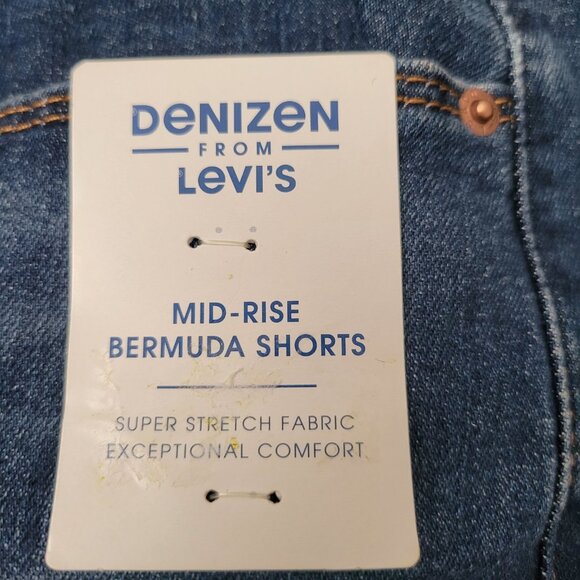 DENIZEN
FROM
LEVI'S
MID-RISE
BERMUDA SHORTS
SUPER STRETCH FABRIC
EXCEPTIONAL COMFORT